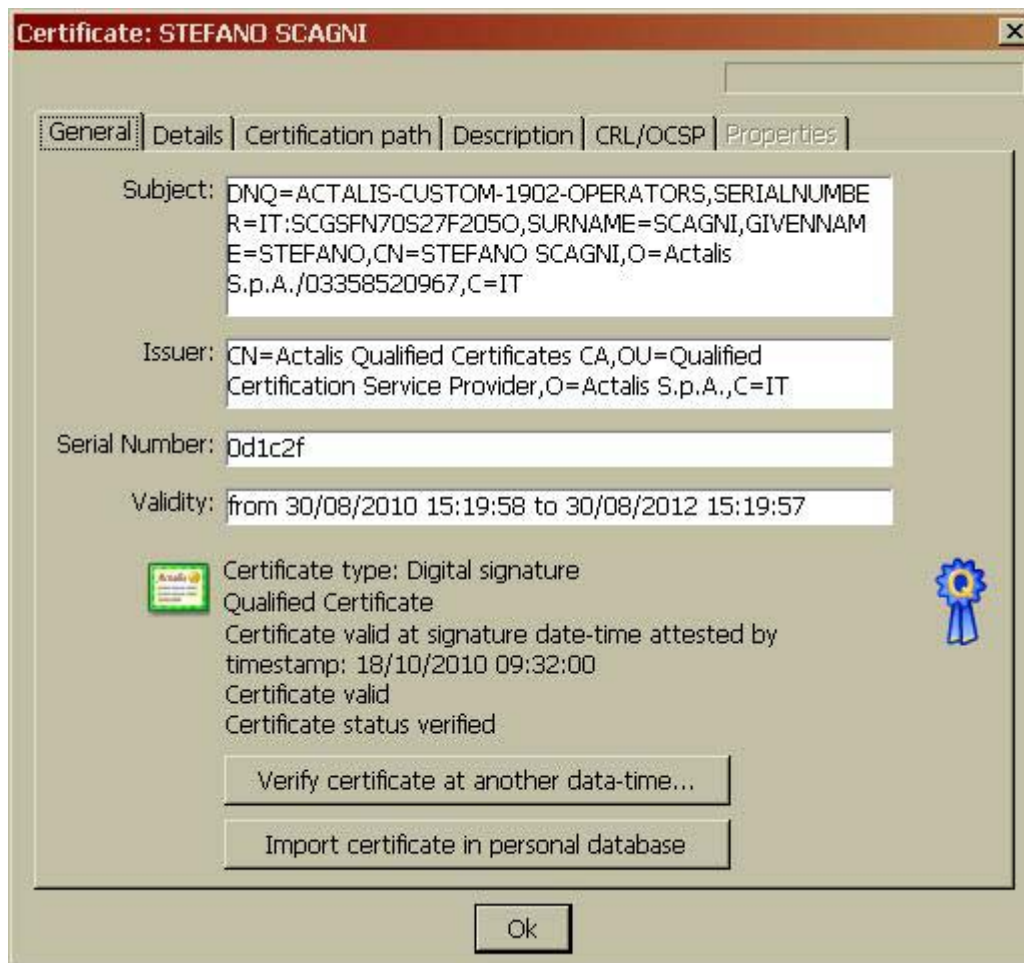 Certificate: STEFANO SCAGNI
General Details Certification path Description CRL/OCSP Properties
Subject: DNQ=ACTALIS-CUSTOM-1902-OPERATORS,SERIALNUMBE
R=IT:SCGSFN70S27F205O,SURNAME=SCAGNI,GIVENNAM
E=STEFANO,CN=STEFANO SCAGNI,O=Actalis
S.p.A./03358520967,C=IT
Issuer: CN=Actalis Qualified Certificates CA,OU=Qualified
Certification Service Provider,O=Actalis S.p.A.,C=IT
Serial Number: 0d1c2f
Validity: from 30/08/2010 15:19:58 to 30/08/2012 15:19:57
Actalis
Q
Certificate type: Digital signature
Qualified Certificate
Certificate valid at signature date-time attested by
timestamp: 18/10/2010 09:32:00
Certificate valid
Certificate status verified
Verify certificate at another data-time...
Import certificate in personal database
Ok